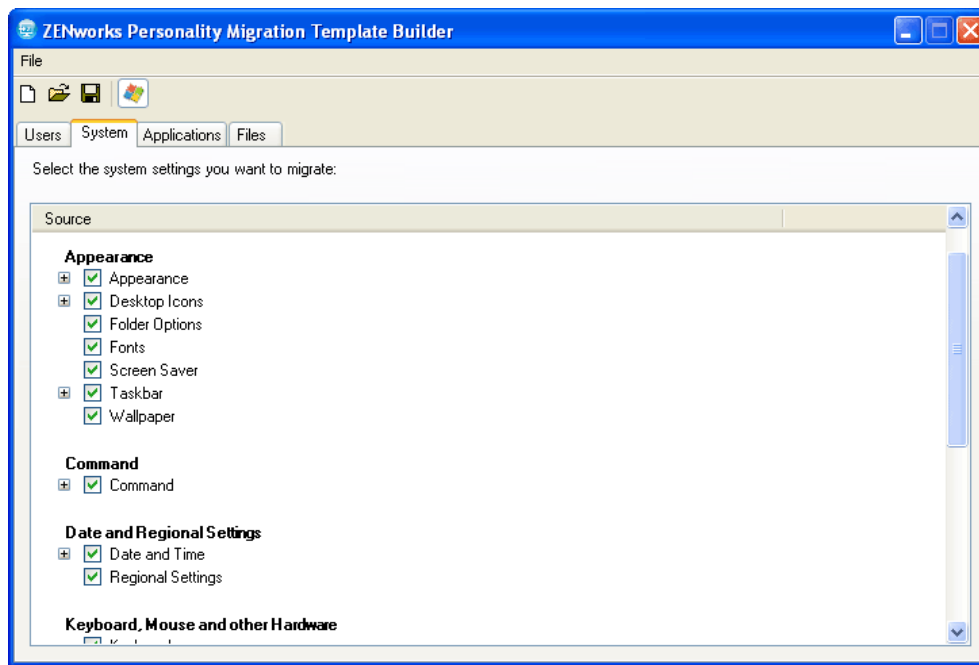 ZENworks Personality Migration Template Builder
File
Users System Applications Files
Select the system settings you want to migrate:
Source
Appearance
Appearance
Desktop Icons
Folder Options
Fonts
Screen Saver
Taskbar
Wallpaper
Command
Command
Date and Regional Settings
Date and Time
Regional Settings
Keyboard, Mouse and other Hardware